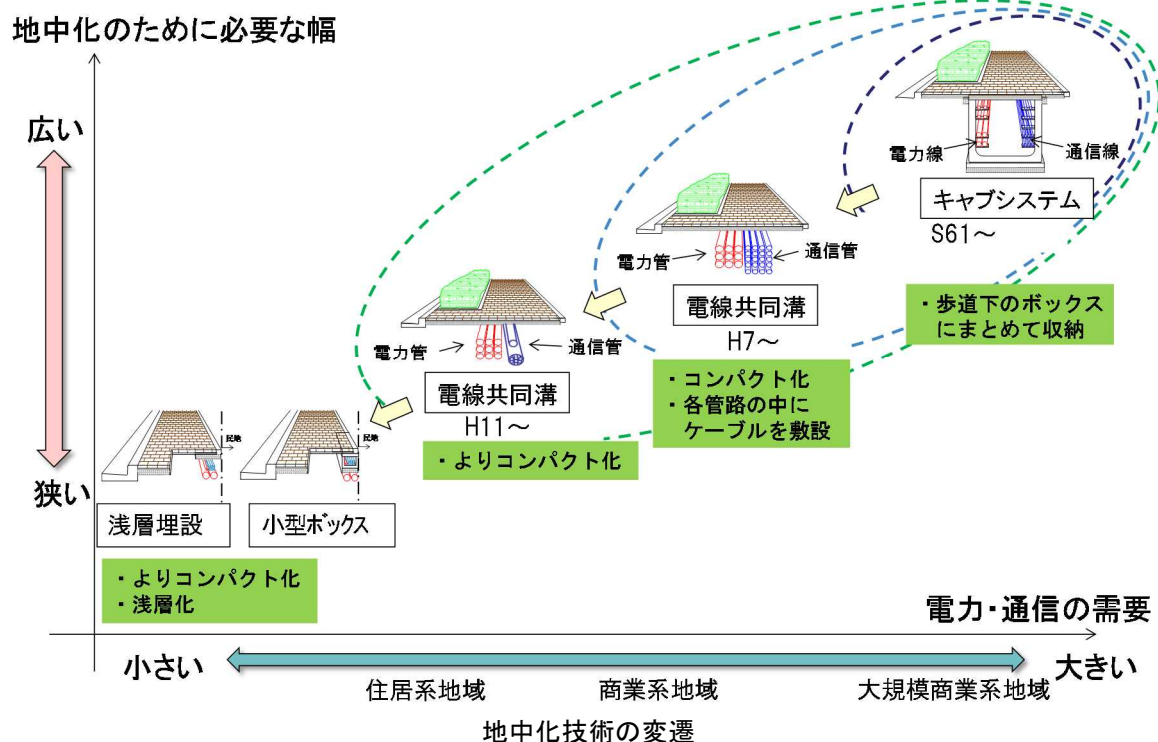 地中化のために必要な幅
広い
狭い
電力線
通信線
キャブシステム
S61～
・歩道下のボックス
にまとめて収納
電力管
通信管
電線共同溝
H7～
・コンパクト化
・各管路の中に
ケーブルを敷設
電力管
通信管
電線共同溝
H11～
・よりコンパクト化
民地
民地
浅層埋設
小型ボックス
・よりコンパクト化
・浅層化
電力・通信の需要
小さい
大きい
住居系地域
商業系地域
大規模商業系地域
地中化技術の変遷